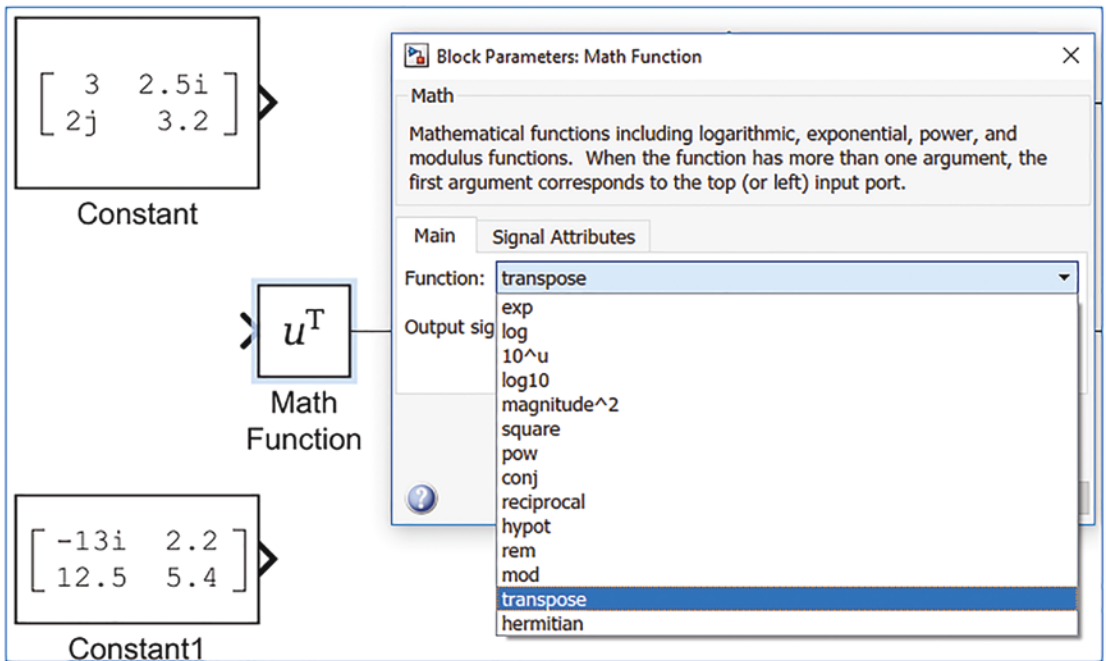 [ 3 2.5i
2j 3.2 ]
Constant
Block Parameters: Math Function
Math
Mathematical functions including logarithmic, exponential, power, and
modulus functions. When the function has more than one argument, the
first argument corresponds to the top (or left) input port.
Main Signal Attributes
Function: transpose
exp
Output sig
log
10^u
log10
magnitude^2
square
pow
conj
reciprocal
hypot
rem
mod
transpose
hermitian
u^T
Math
Function
?
[ -13i 2.2
12.5 5.4 ]
Constant1